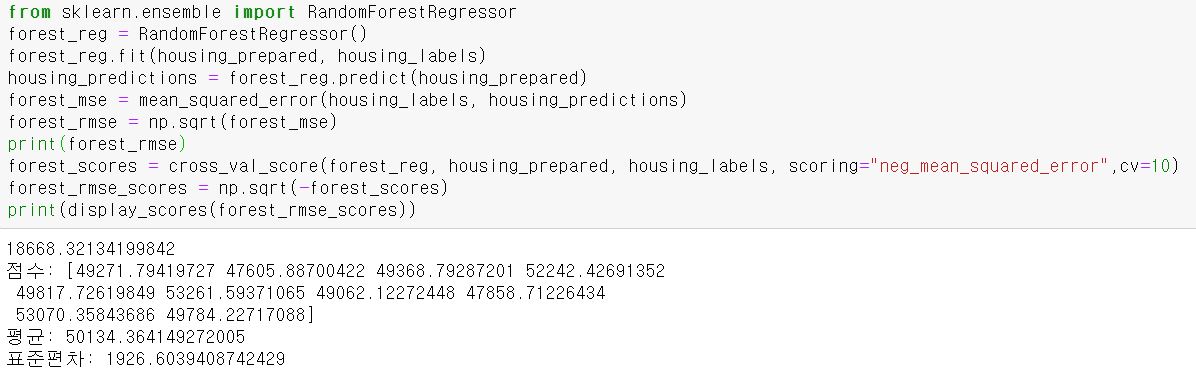 from sklearn.ensemble import RandomForestRegressor
forest_reg = RandomForestRegressor()
forest_reg.fit(housing_prepared, housing_labels)
housing_predictions = forest_reg.predict(housing_prepared)
forest_mse = mean_squared_error(housing_labels, housing_predictions)
forest_rmse = np.sqrt(forest_mse)
print(forest_rmse)
forest_scores = cross_val_score(forest_reg, housing_prepared, housing_labels, scoring="neg_mean_squared_error",cv=10)
forest_rmse_scores = np.sqrt(-forest_scores)
print(display_scores(forest_rmse_scores))
18668.32134199842
점수: [49271.79419727 47605.88700422 49368.79287201 52242.42691352
49817.72619849 53261.59371065 49062.12272448 47858.71226434
53070.35843686 49784.22717088]
평균: 50134.364149272005
표준편차: 1926.6039408742429